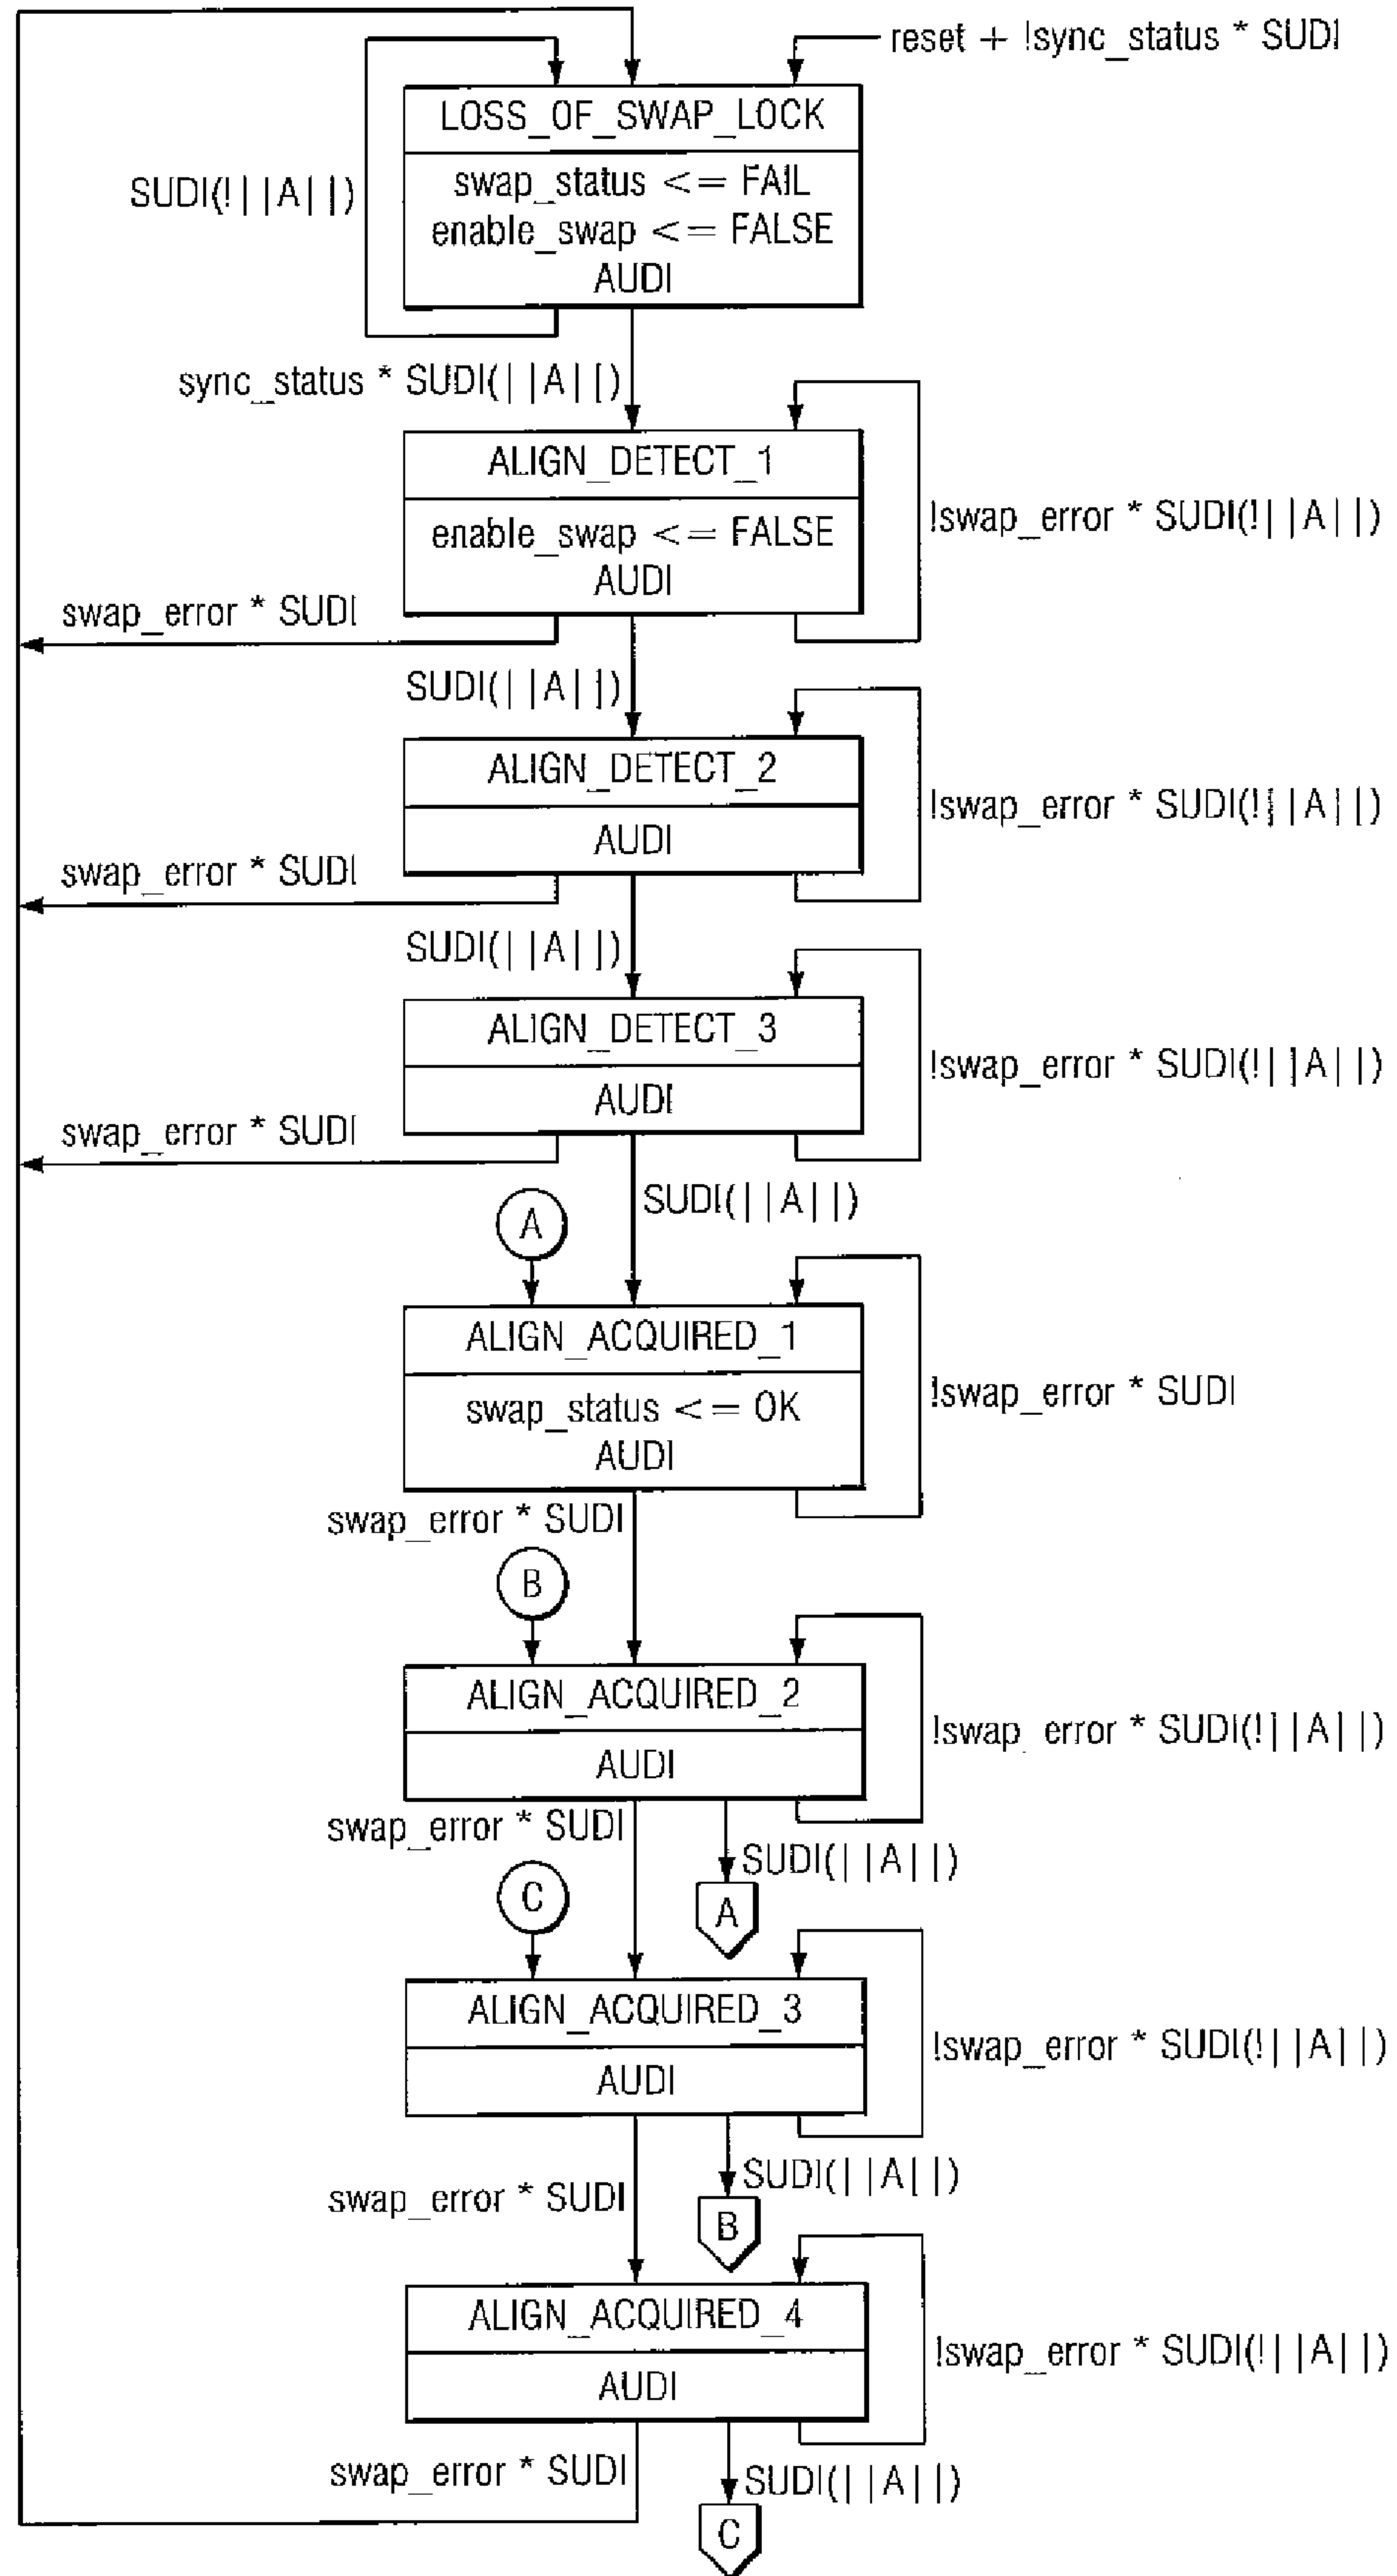 reset + !sync_status * SUDI
LOSS_OF_SWAP_LOCK
swap_status <= FAIL
enable_swap <= FALSE
AUDI
SUDI(!||A||)
sync_status * SUDI(||A||)
ALIGN_DETECT_1
enable_swap <= FALSE
AUDI
!swap_error * SUDI(!||A||)
swap_error * SUDI
SUDI(||A||)
ALIGN_DETECT_2
AUDI
!swap_error * SUDI(!||A||)
swap_error * SUDI
SUDI(||A||)
ALIGN_DETECT_3
AUDI
!swap_error * SUDI(!||A||)
swap_error * SUDI
SUDI(||A||)
A
ALIGN_ACQUIRED_1
swap_status <= OK
AUDI
!swap_error * SUDI
swap_error * SUDI
B
ALIGN_ACQUIRED_2
AUDI
!swap_error * SUDI(!||A||)
swap_error * SUDI
SUDI(||A||)
C
A
ALIGN_ACQUIRED_3
AUDI
!swap_error * SUDI(!||A||)
swap_error * SUDI
SUDI(||A||)
B
ALIGN_ACQUIRED_4
AUDI
!swap_error * SUDI(!||A||)
swap_error * SUDI
SUDI(||A||)
C